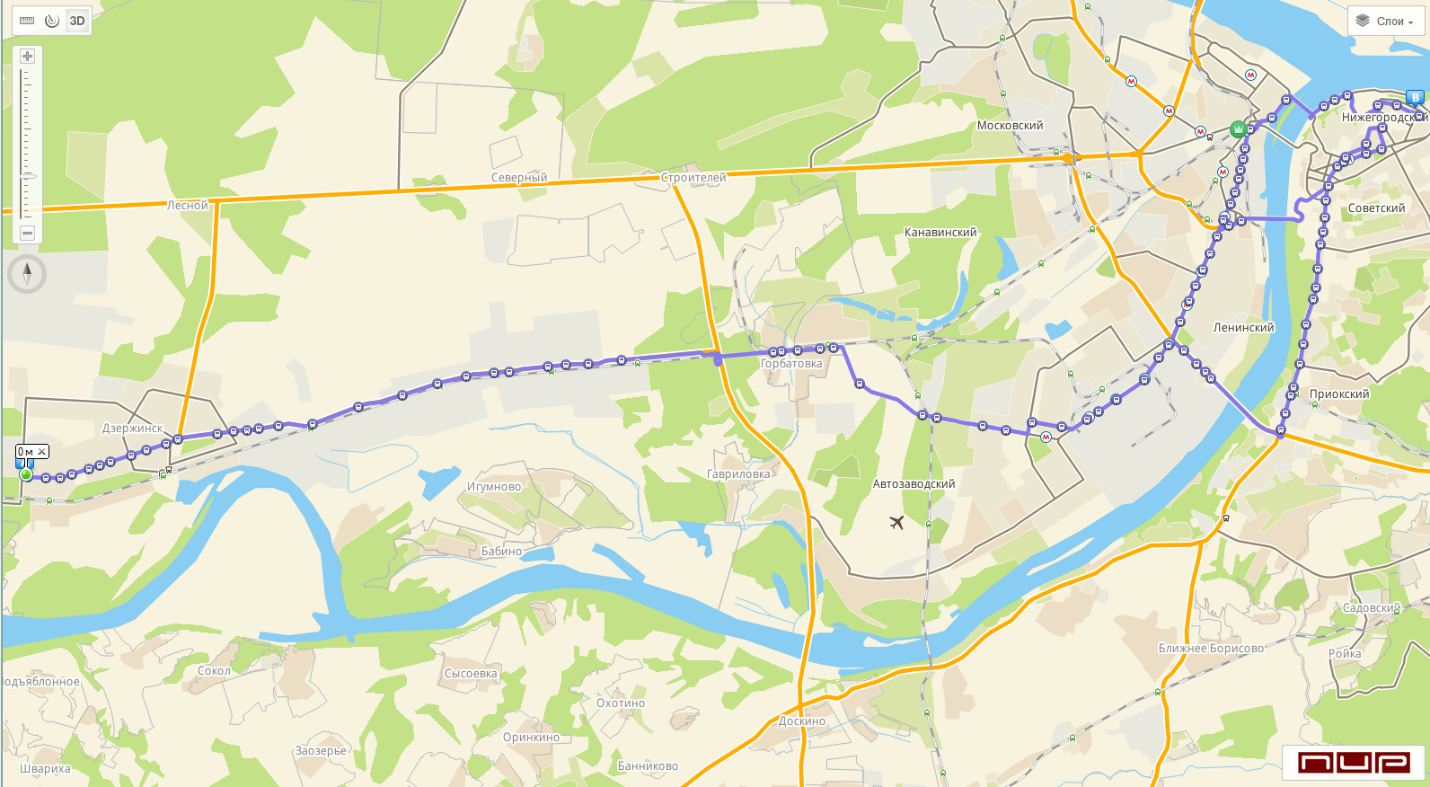 3D
Слои
B
Нижегородский
Московский
Северный
Строителей
Лесной
Советский
Канавинский
Ленинский
Горбатовка
Приокский
Дзержинск
0 м
Гавриловка
Автозаводский
Игумново
Бабино
Садовский
Ближнее Борисово
Ройка
Сокол
Сысоевка
одъяблонное
Охотино
Доскино
Оринкино
Заозерье
Банниково
Швариха